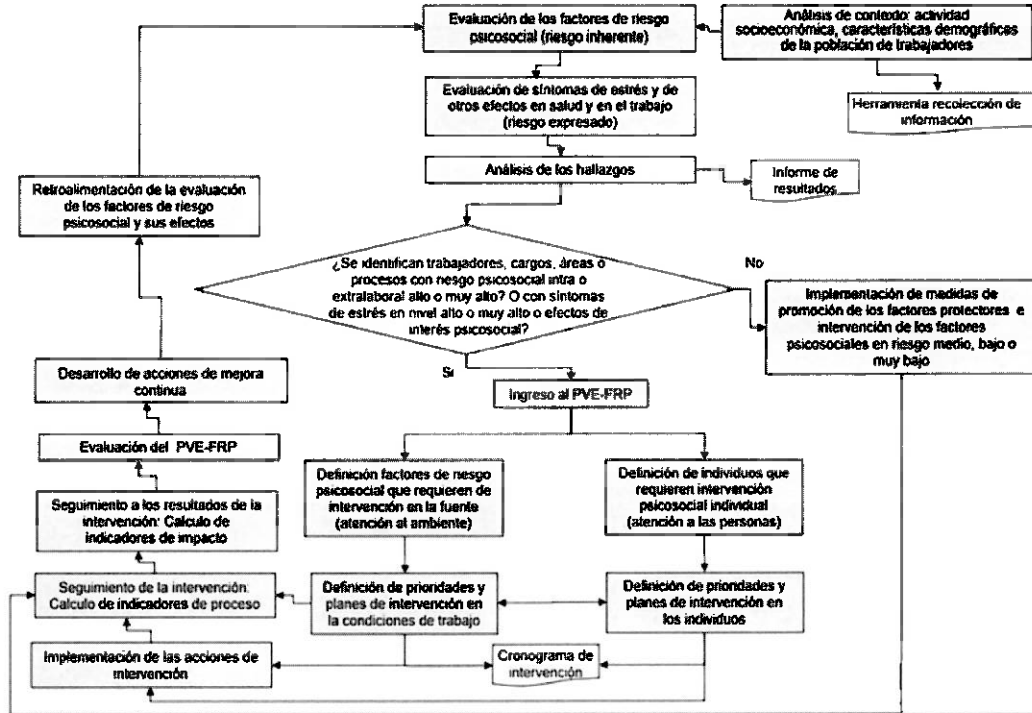 Evaluación de los factores de riesgo
psicosocial (riesgo inherente)
Análisis de contexto: actividad
socioeconómica, características demográficas
de la población de trabajadores
Evaluación de síntomas de estrés y de
otros efectos en salud y en el trabajo
(riesgo expresado)
Herramienta recolección de
información
Análisis de los hallazgos
Informe de
resultados
Retroalimentación de la evaluación
de los factores de riesgo
psicosocial y sus efectos
¿Se identifican trabajadores, cargos, áreas o
procesos con riesgo psicosocial intra o
extralaboral alto o muy alto? O con síntomas
de estrés en nivel alto o muy alto o efectos de
interés psicosocial?
No
Implementación de medidas de
promoción de los factores protectores e
intervención de los factores
psicosociales en riesgo medio, bajo o
muy bajo
Si
Desarrollo de acciones de mejora
continua
Ingreso al PVE-FRP
Evaluación del PVE-FRP
Definición factores de riesgo
psicosocial que requieren de
intervención en la fuente
(atención al ambiente)
Definición de individuos que
requieren intervención
psicosocial individual
(atención a las personas)
Seguimiento a los resultados de la
intervención: Calculo de
indicadores de impacto
Seguimiento de la intervención:
Calculo de indicadores de proceso
Definición de prioridades y
planes de intervención en
la condiciones de trabajo
Definición de prioridades y
planes de intervención en
los individuos
Implementación de las acciones de
intervención
Cronograma de
intervención